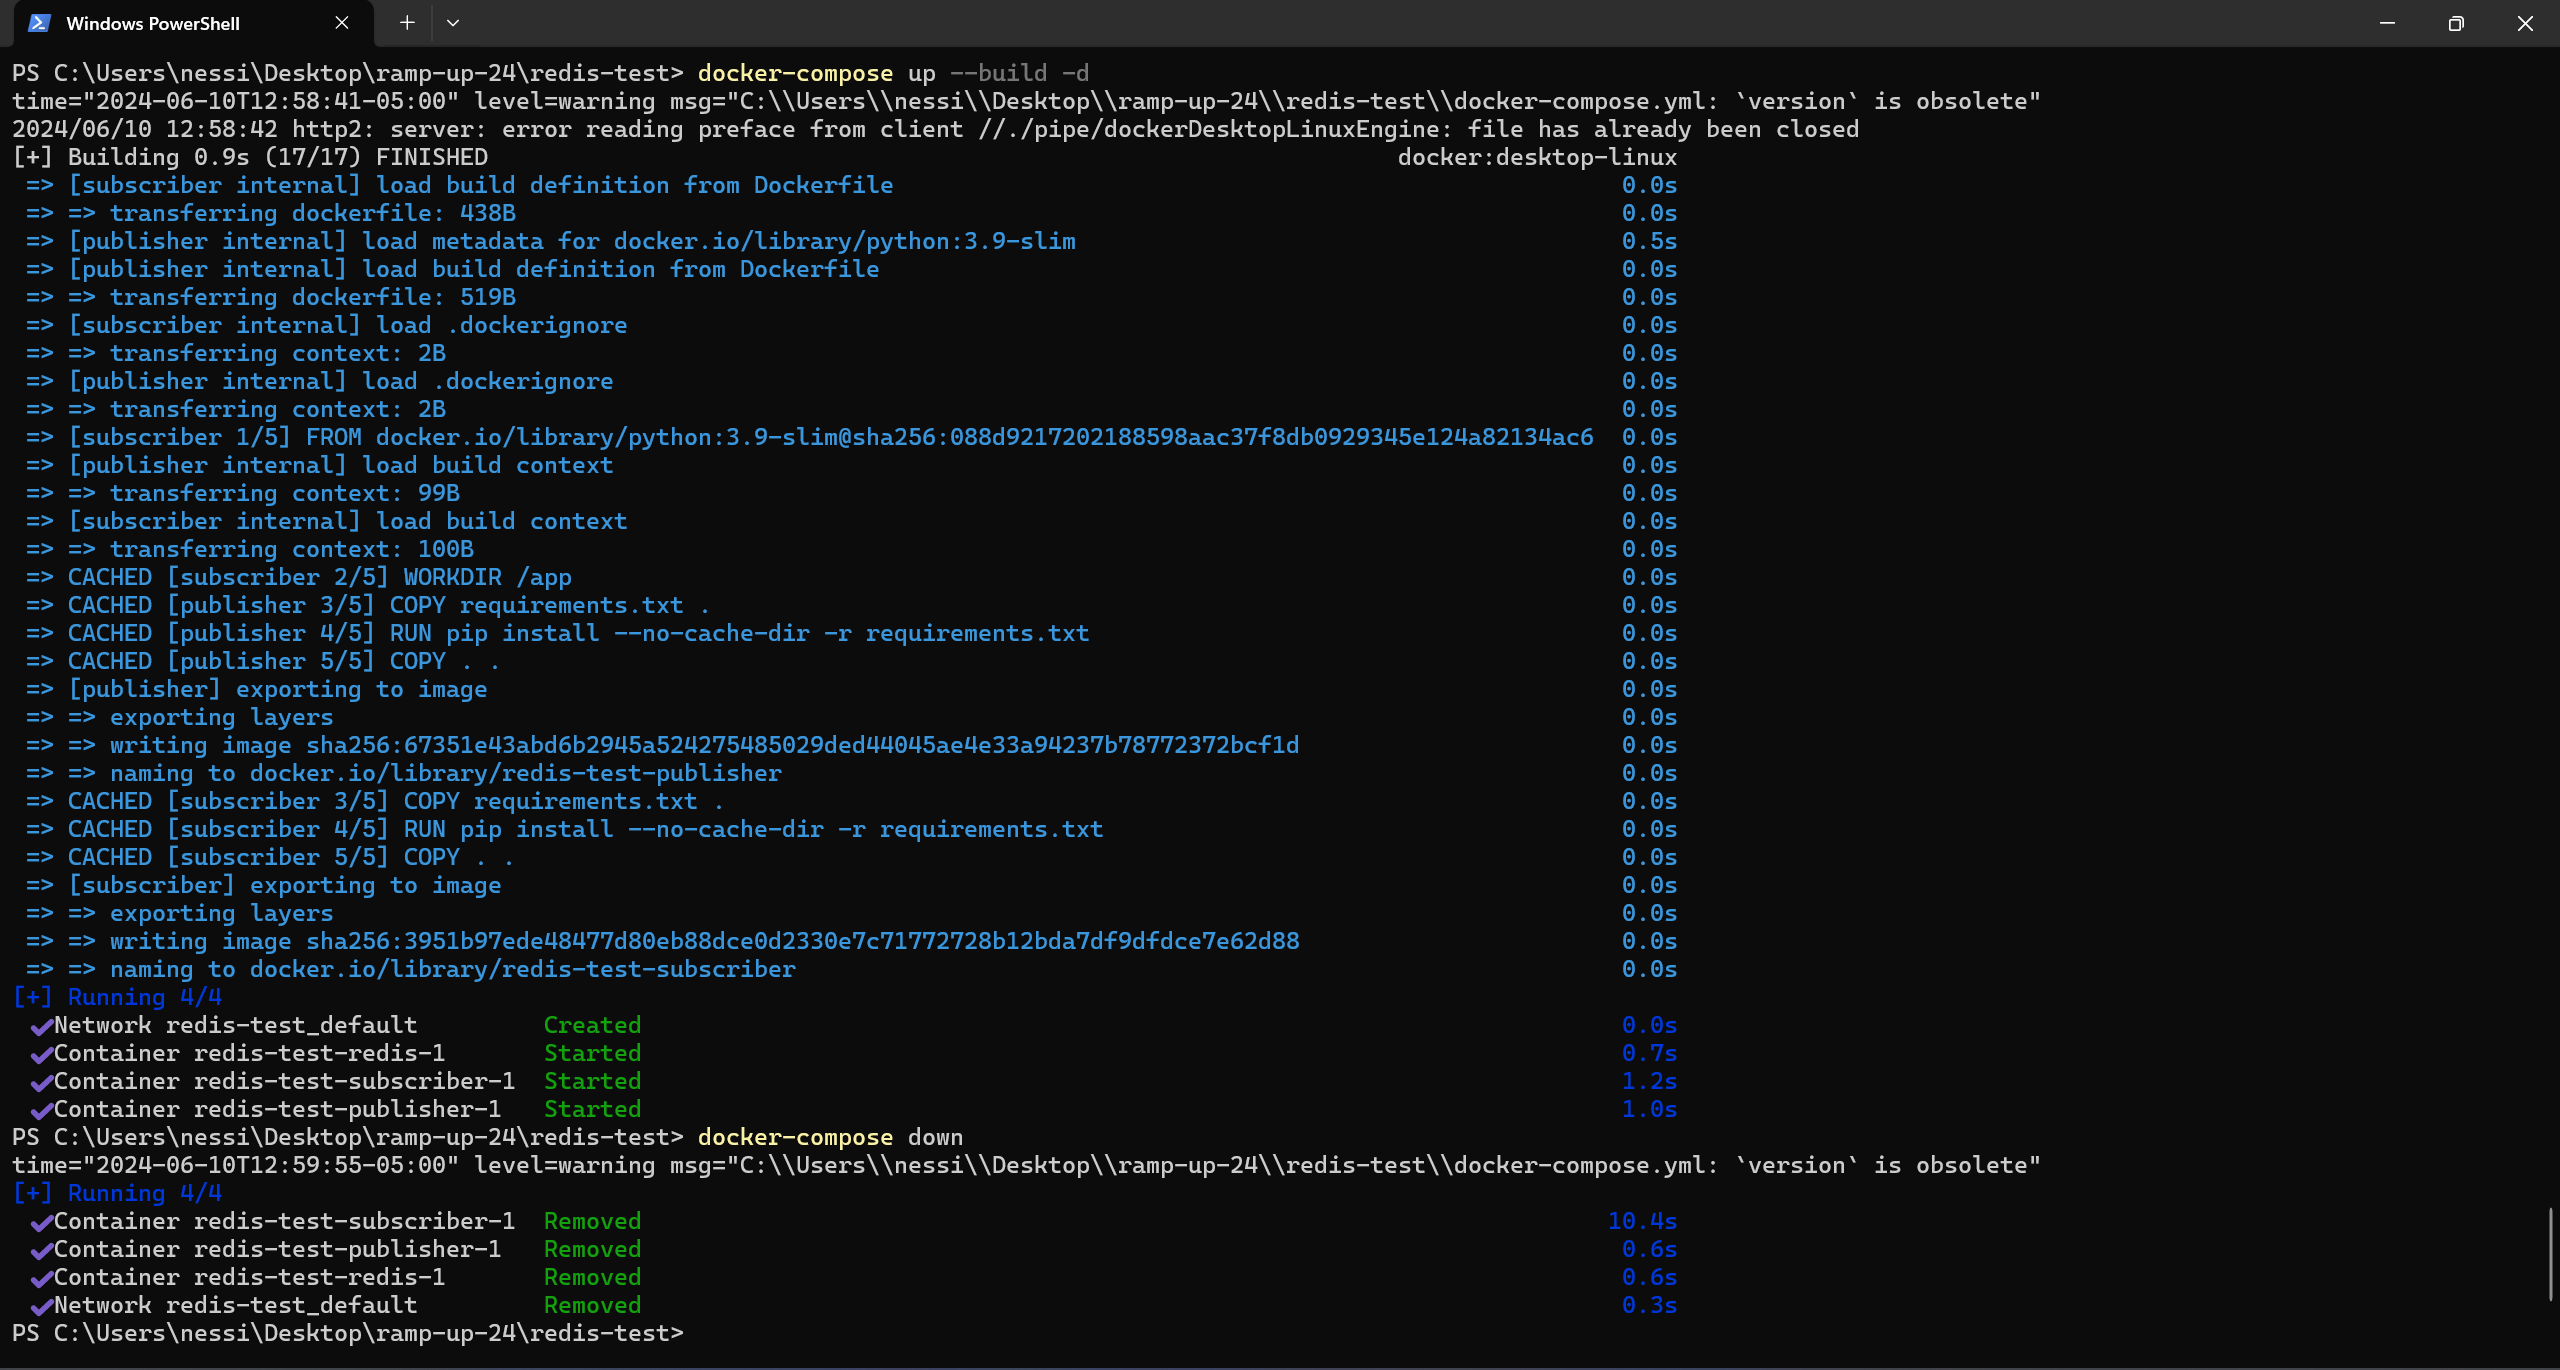 Windows PowerShell
PS C:\Users\nessi\Desktop\ramp-up-24\redis-test> docker-compose up --build -d
time="2024-06-10T12:58:41-05:00" level=warning msg="C:\\Users\\nessi\\Desktop\\ramp-up-24\\redis-test\\docker-compose.yml: `version` is obsolete"
2024/06/10 12:58:42 http2: server: error reading preface from client //./pipe/dockerDesktopLinuxEngine: file has already been closed
[+] Building 0.9s (17/17) FINISHED docker:desktop-linux
=> [subscriber internal] load build definition from Dockerfile 0.0s
=> => transferring dockerfile: 438B 0.0s
=> [publisher internal] load metadata for docker.io/library/python:3.9-slim 0.5s
=> [publisher internal] load build definition from Dockerfile 0.0s
=> => transferring dockerfile: 519B 0.0s
=> [subscriber internal] load .dockerignore 0.0s
=> => transferring context: 2B 0.0s
=> [publisher internal] load .dockerignore 0.0s
=> => transferring context: 2B 0.0s
=> [subscriber 1/5] FROM docker.io/library/python:3.9-slim@sha256:088d9217202188598aac37f8db0929345e124a82134ac6 0.0s
=> [publisher internal] load build context 0.0s
=> => transferring context: 99B 0.0s
=> [subscriber internal] load build context 0.0s
=> => transferring context: 100B 0.0s
=> CACHED [subscriber 2/5] WORKDIR /app 0.0s
=> CACHED [publisher 3/5] COPY requirements.txt . 0.0s
=> CACHED [publisher 4/5] RUN pip install --no-cache-dir -r requirements.txt 0.0s
=> CACHED [publisher 5/5] COPY . . 0.0s
=> [publisher] exporting to image 0.0s
=> => exporting layers 0.0s
=> => writing image sha256:67351e43abd6b2945a524275485029ded44045ae4e33a94237b78772372bcf1d 0.0s
=> => naming to docker.io/library/redis-test-publisher 0.0s
=> CACHED [subscriber 3/5] COPY requirements.txt . 0.0s
=> CACHED [subscriber 4/5] RUN pip install --no-cache-dir -r requirements.txt 0.0s
=> CACHED [subscriber 5/5] COPY . . 0.0s
=> [subscriber] exporting to image 0.0s
=> => exporting layers 0.0s
=> => writing image sha256:3951b97ede48477d80eb88dce0d2330e7c71772728b12bda7df9dfdce7e62d88 0.0s
=> => naming to docker.io/library/redis-test-subscriber 0.0s
[+] Running 4/4
✔Network redis-test_default Created 0.0s
✔Container redis-test-redis-1 Started 0.7s
✔Container redis-test-subscriber-1 Started 1.2s
✔Container redis-test-publisher-1 Started 1.0s
PS C:\Users\nessi\Desktop\ramp-up-24\redis-test> docker-compose down
time="2024-06-10T12:59:55-05:00" level=warning msg="C:\\Users\\nessi\\Desktop\\ramp-up-24\\redis-test\\docker-compose.yml: `version` is obsolete"
[+] Running 4/4
✔Container redis-test-subscriber-1 Removed 10.4s
✔Container redis-test-publisher-1 Removed 0.6s
✔Container redis-test-redis-1 Removed 0.6s
✔Network redis-test_default Removed 0.3s
PS C:\Users\nessi\Desktop\ramp-up-24\redis-test>